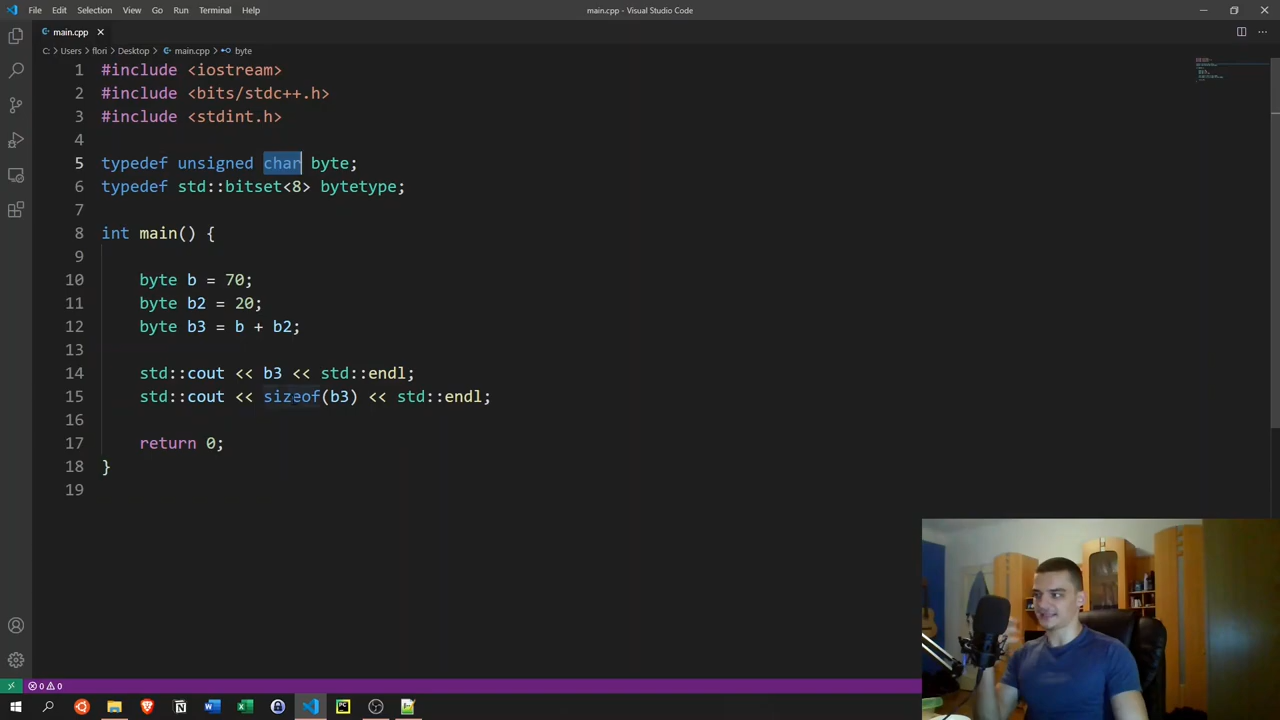 File Edit Selection View Go Run Terminal Help
main.cpp - Visual Studio Code
main.cpp
C: > Users > flori > Desktop > main.cpp > byte
1 #include <iostream>
2 #include <bits/stdc++.h>
3 #include <stdint.h>
4
5 typedef unsigned char byte;
6 typedef std::bitset<8> bytetype;
7
8 int main() {
9
10 byte b = 70;
11 byte b2 = 20;
12 byte b3 = b + b2;
13
14 std::cout << b3 << std::endl;
15 std::cout << sizeof(b3) << std::endl;
16
17 return 0;
18 }
19
0 0